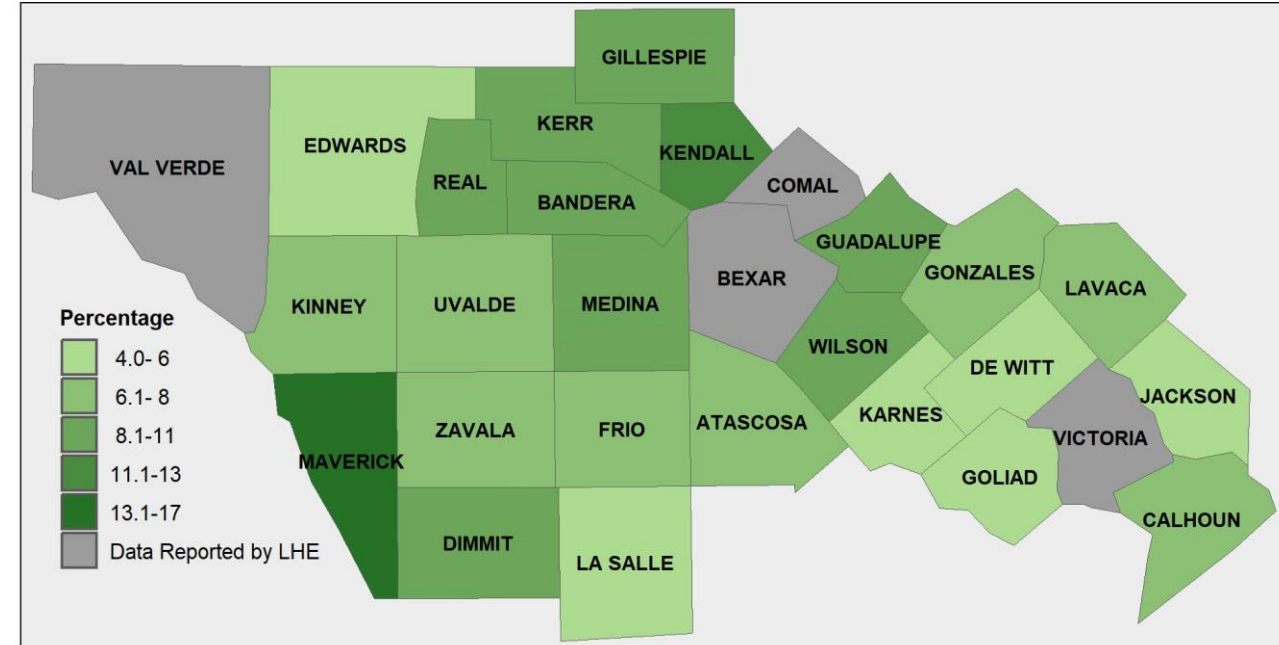 GILLESPIE
KERR
EDWARDS
KENDALL
VAL VERDE
REAL
COMAL
BANDERA
GUADALUPE
GONZALES
BEXAR
LAVACA
KINNEY
UVALDE
MEDINA
WILSON
DE WITT
JACKSON
KARNES
ATASCOSA
ZAVALA
FRIO
VICTORIA
MAVERICK
GOLIAD
CALHOUN
DIMMIT
LA SALLE
Percentage
4.0- 6
6.1- 8
8.1-11
11.1-13
13.1-17
Data Reported by LHE